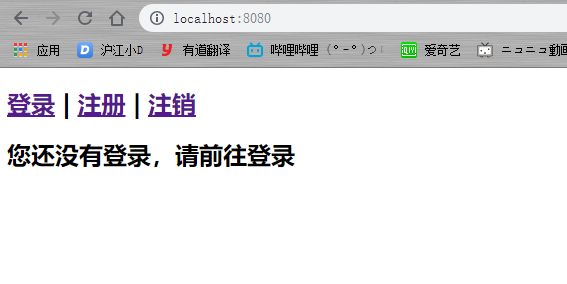 localhost:8080
应用 沪江小D 有道翻译 哔哩哔哩 (゜-゜)つ 爱奇艺 ニコニコ動画
登录 | 注册 | 注销
您还没有登录，请前往登录